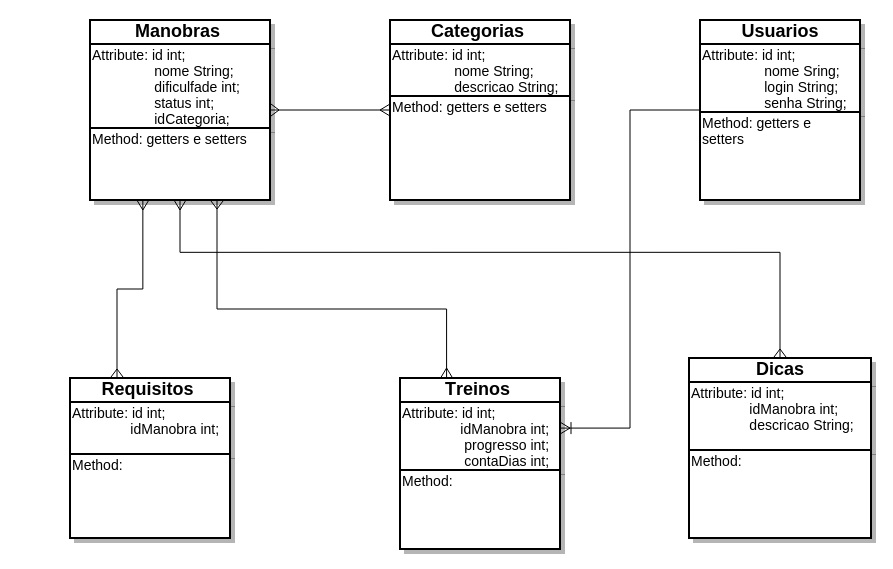 Manobras
Attribute: id int;
nome String;
dificulfade int;
status int;
idCategoria;
Method: getters e setters
Categorias
Attribute: id int;
nome String;
descricao String;
Method: getters e setters
Usuarios
Attribute: id int;
nome Sring;
login String;
senha String;
Method: getters e
setters
Requisitos
Attribute: id int;
idManobra int;
Method:
Treinos
Attribute: id int;
idManobra int;
progresso int;
contaDias int;
Method:
Dicas
Attribute: id int;
idManobra int;
descricao String;
Method: